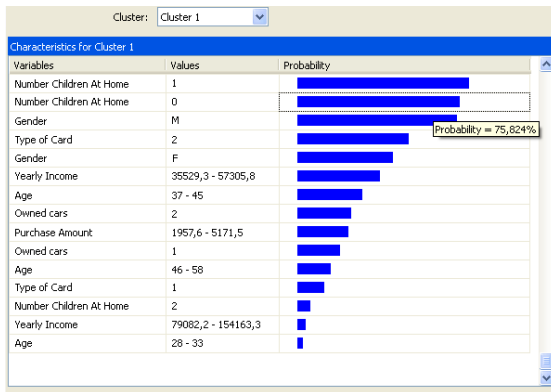 Cluster: Cluster 1
Characteristics for Cluster 1
Variables Values Probability
Number Children At Home 1
Number Children At Home 0
Gender M
Probability = 75,824%
Type of Card 2
Gender F
Yearly Income 35529,3 - 57305,8
Age 37 - 45
Owned cars 2
Purchase Amount 1957,6 - 5171,5
Owned cars 1
Age 46 - 58
Type of Card 1
Number Children At Home 2
Yearly Income 79082,2 - 154163,3
Age 28 - 33